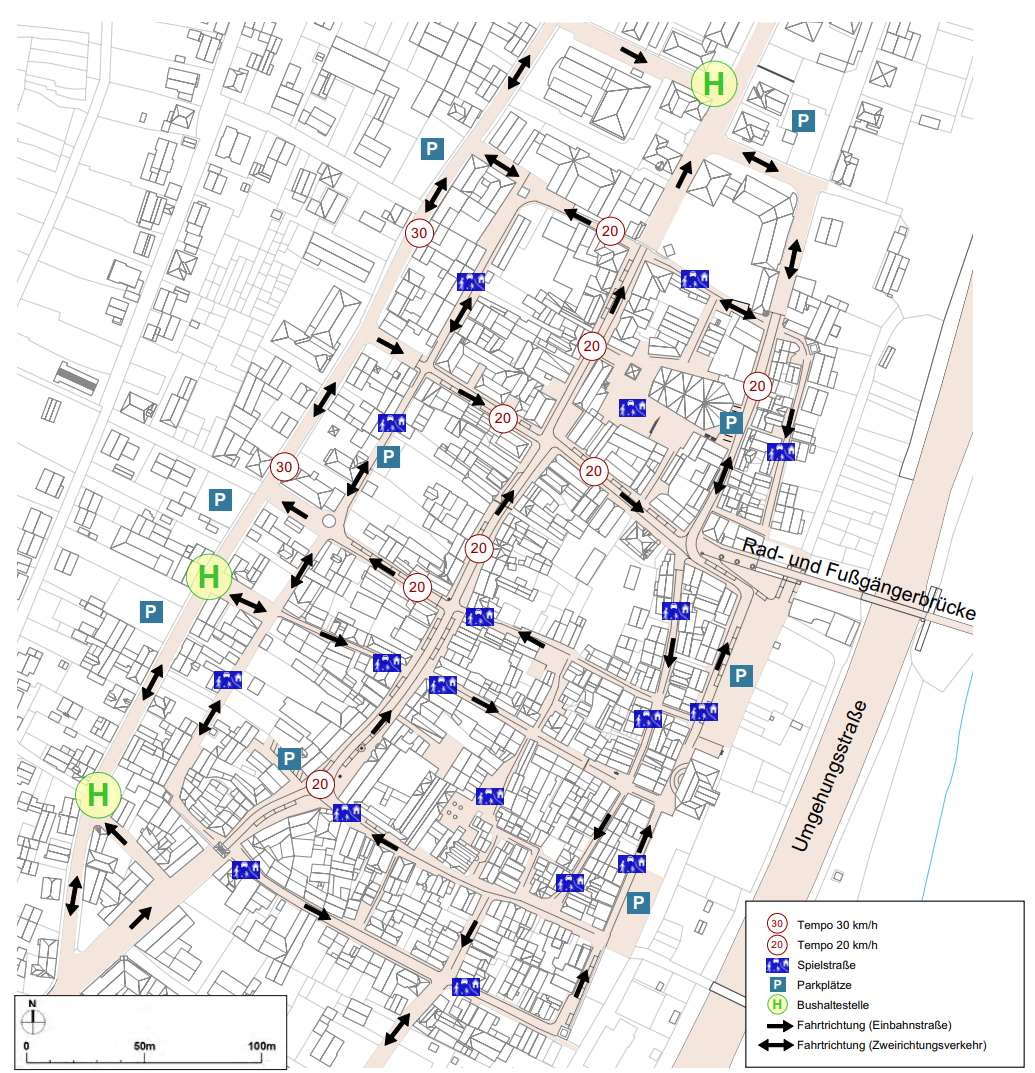 H
P
P
20
30
20
20
20
P
20
P
20
30
P
Rad- und Fußgängerbrücke
20
H
20
P
P
Umgehungsstraße
P
20
H
P
30 Tempo 30 km/h
20 Tempo 20 km/h
Spielstraße
P Parkplätze
H Bushaltestelle
Fahrtrichtung (Einbahnstraße)
Fahrtrichtung (Zweirichtungsverkehr)
N
0 50m 100m